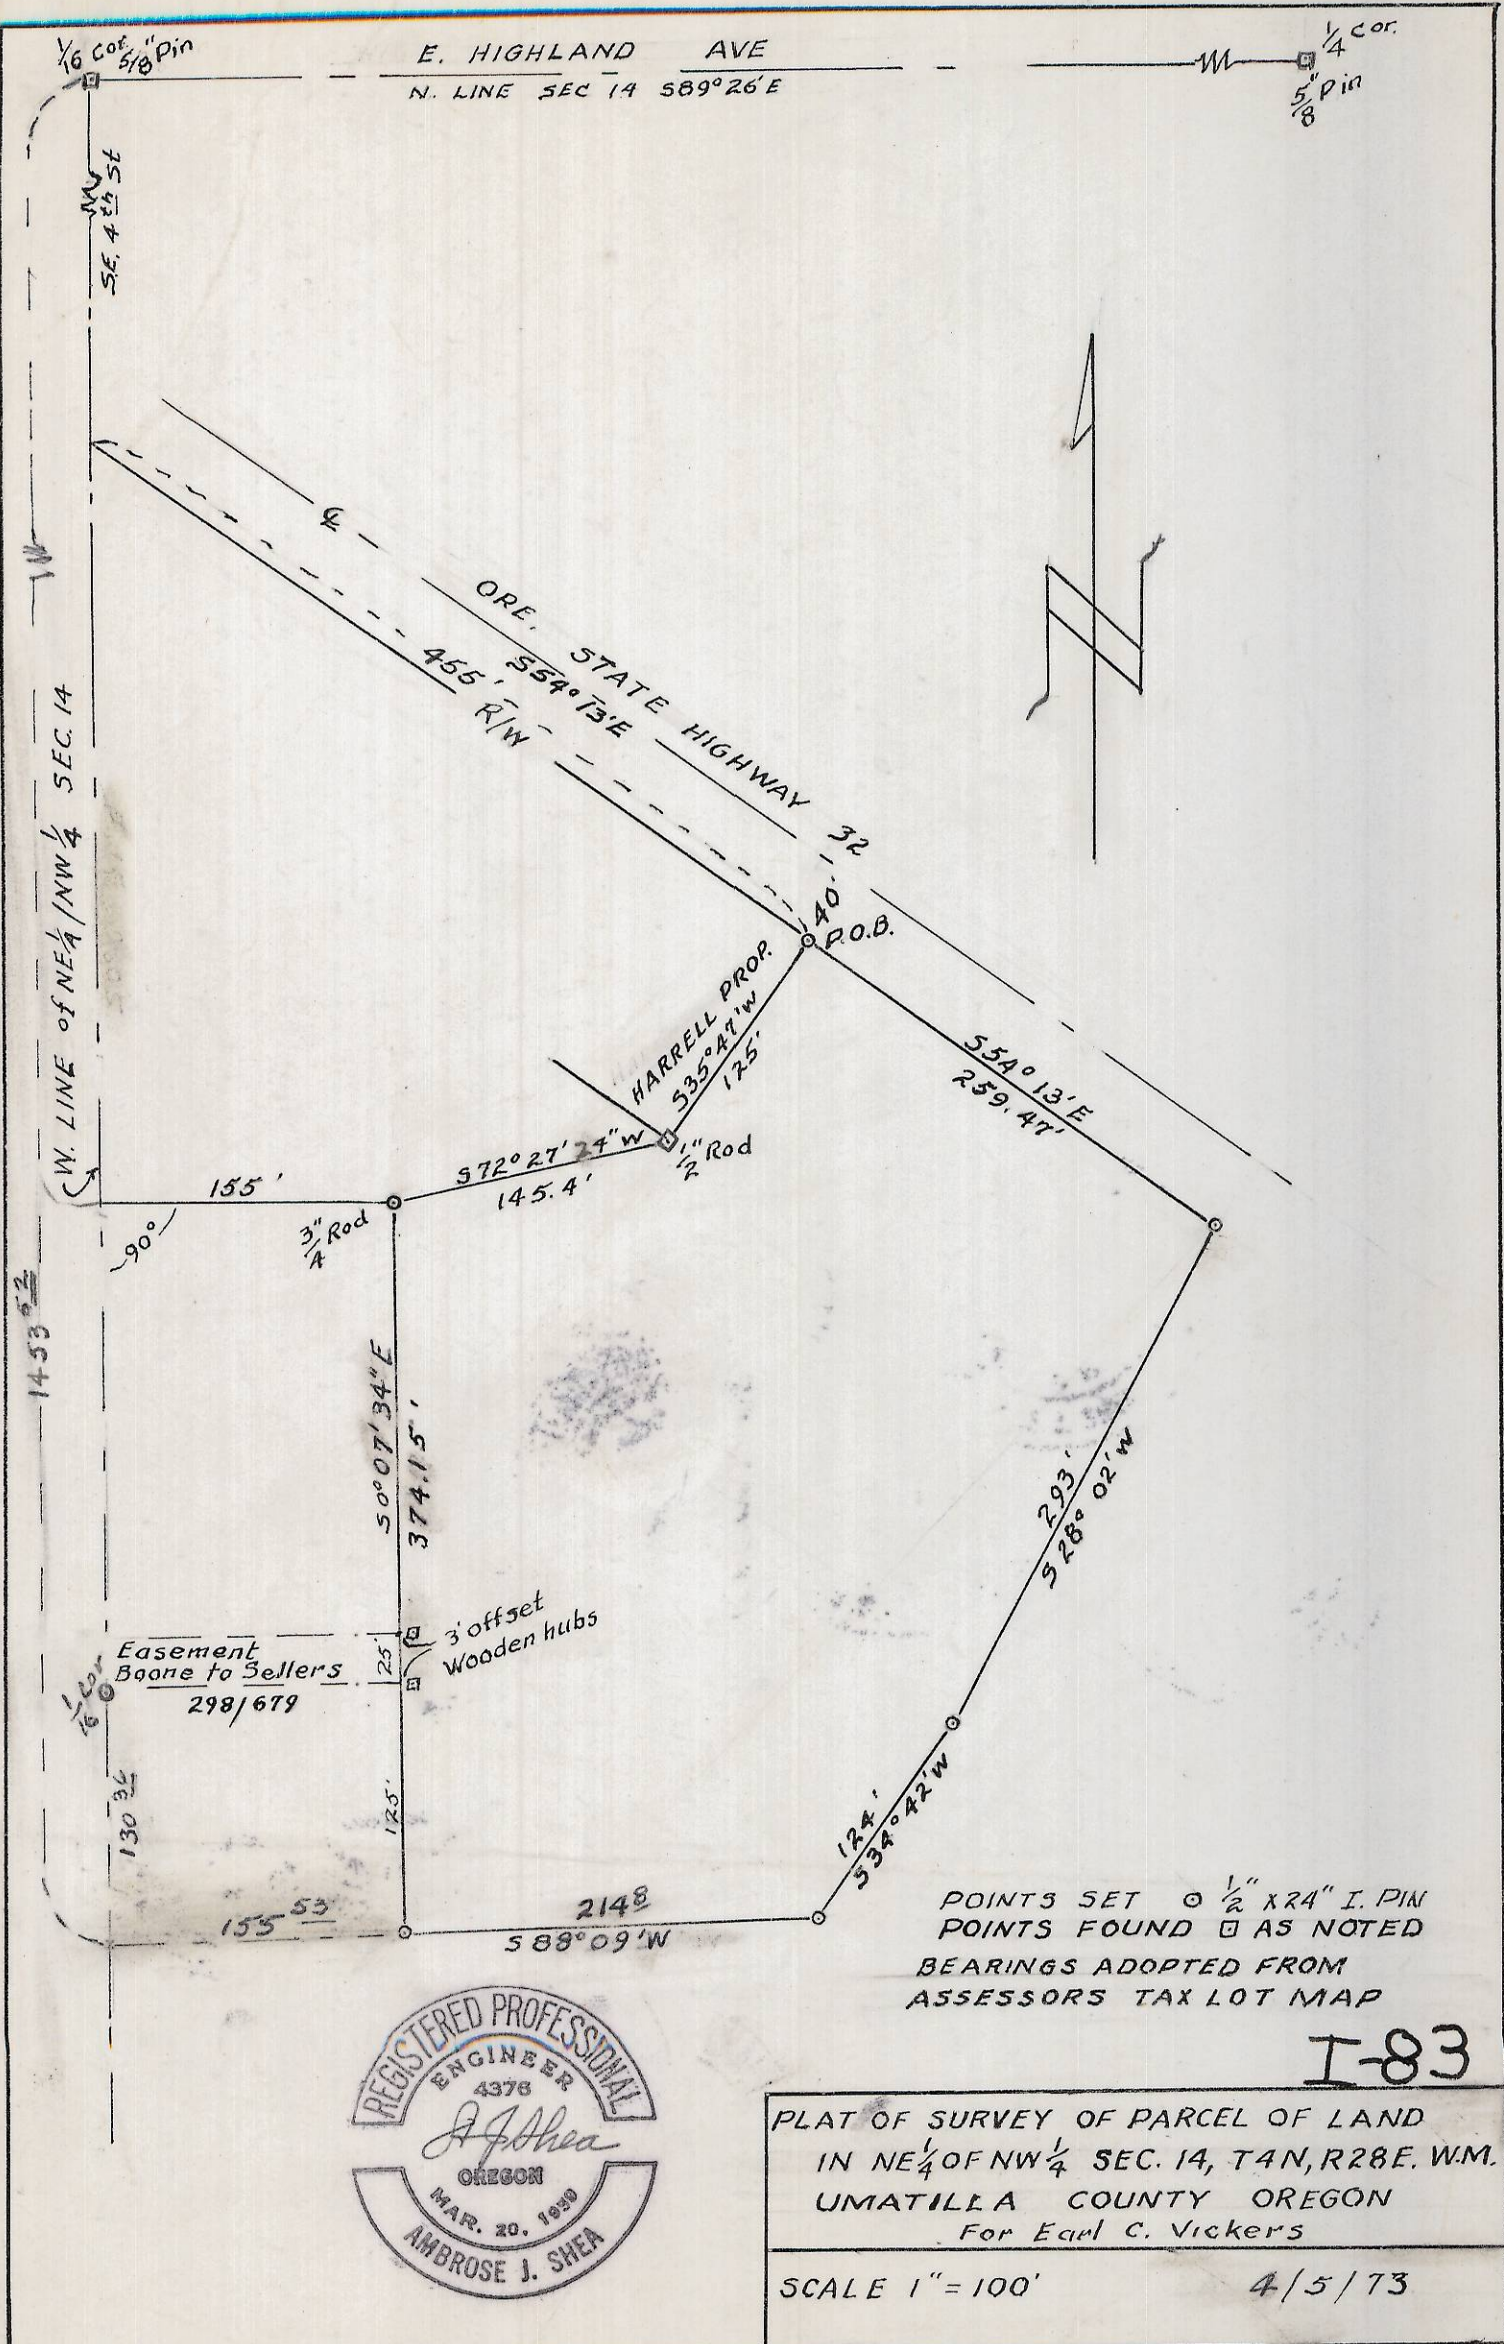 1/16 Cor. 5/8" Pin
E. HIGHLAND AVE
N. LINE SEC 14 S89°26'E
1/4 Cor.
5/8" Pin
S.E. 4th St
℄
ORE. STATE HIGHWAY 32
S54°13'E
455'
R/W
40'
P.O.B.
HARRELL PROP.
S35°47'W
125'
W. LINE of NE1/4/NW1/4 SEC. 14
S54°13'E
259.47'
S72°27'24"W
145.4'
1/2" Rod
155'
90°
3/4" Rod
1453 52
S0°07'34"E
374.15'
293'
S28°02'W
3' offset
Wooden hubs
25'
Easement
Boone to Sellers
298/679
1/16 Cor
130 36
125'
124'
S34°42'W
155 53
214 8
S88°09'W
POINTS SET ⊙ 1/2" X 24" I. PIN
POINTS FOUND □ AS NOTED
BEARINGS ADOPTED FROM
ASSESSORS TAX LOT MAP
I-83
REGISTERED PROFESSIONAL
ENGINEER
4376
A J Shea
OREGON
MAR. 20, 1959
AMBROSE J. SHEA
PLAT OF SURVEY OF PARCEL OF LAND
IN NE1/4 OF NW1/4 SEC. 14, T4N, R28E. W.M.
UMATILLA COUNTY OREGON
For Earl C. Vickers
SCALE 1" = 100'
4/5/73